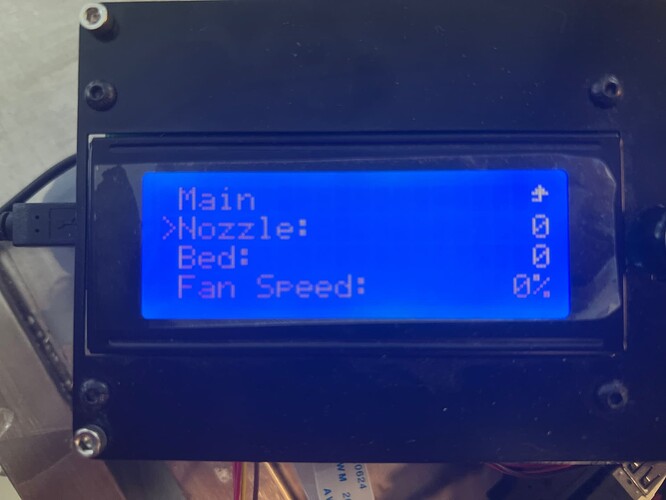 Main
>Nozzle: 0
Bed: 0
Fan Speed: 0%